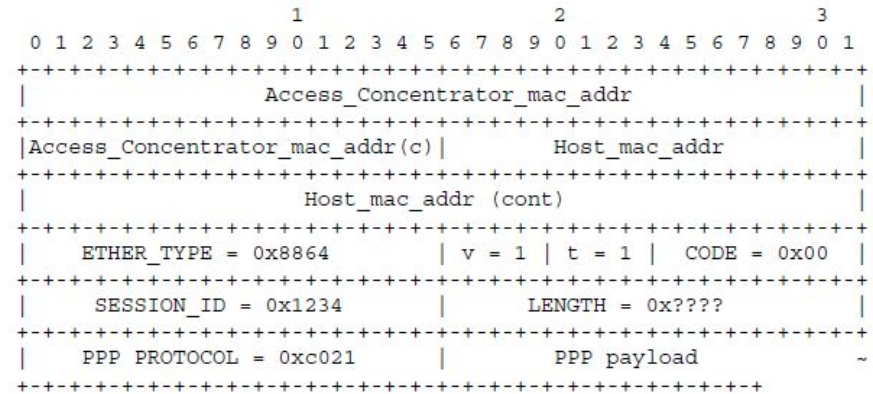 1                   2                   3
 0 1 2 3 4 5 6 7 8 9 0 1 2 3 4 5 6 7 8 9 0 1 2 3 4 5 6 7 8 9 0 1
+-+-+-+-+-+-+-+-+-+-+-+-+-+-+-+-+-+-+-+-+-+-+-+-+-+-+-+-+-+-+-+-+
|                  Access_Concentrator_mac_addr                 |
+-+-+-+-+-+-+-+-+-+-+-+-+-+-+-+-+-+-+-+-+-+-+-+-+-+-+-+-+-+-+-+-+
|Access_Concentrator_mac_addr(c)|        Host_mac_addr          |
+-+-+-+-+-+-+-+-+-+-+-+-+-+-+-+-+-+-+-+-+-+-+-+-+-+-+-+-+-+-+-+-+
|                     Host_mac_addr (cont)                      |
+-+-+-+-+-+-+-+-+-+-+-+-+-+-+-+-+-+-+-+-+-+-+-+-+-+-+-+-+-+-+-+-+
|    ETHER_TYPE = 0x8864        | v = 1 | t = 1 |  CODE = 0x00  |
+-+-+-+-+-+-+-+-+-+-+-+-+-+-+-+-+-+-+-+-+-+-+-+-+-+-+-+-+-+-+-+-+
|     SESSION_ID = 0x1234       |      LENGTH = 0x????          |
+-+-+-+-+-+-+-+-+-+-+-+-+-+-+-+-+-+-+-+-+-+-+-+-+-+-+-+-+-+-+-+-+
|    PPP PROTOCOL = 0xc021      |        PPP payload            ~
+-+-+-+-+-+-+-+-+-+-+-+-+-+-+-+-+-+-+-+-+-+-+-+-+-+-+-+-+